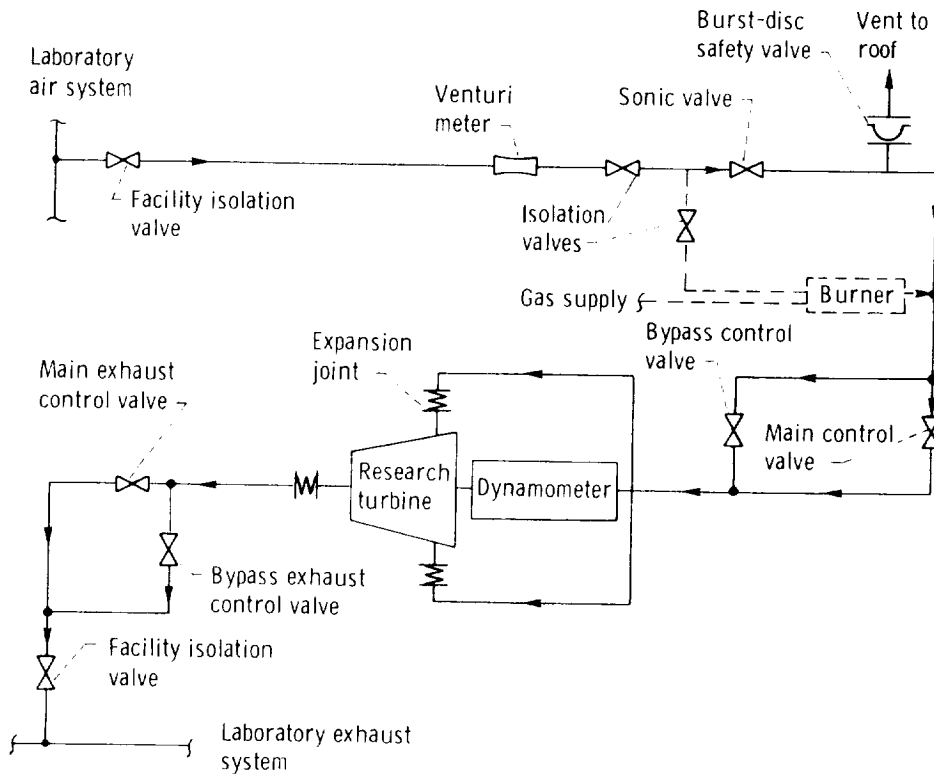 Burst-disc
safety valve
Vent to
roof
Laboratory
air system
Venturi
meter
Sonic valve
Facility isolation
valve
Isolation
valves
Gas supply
Burner
Bypass control
valve
Expansion
joint
Main exhaust
control valve
Main control
valve
Research
turbine
Dynamometer
Bypass exhaust
control valve
Facility isolation
valve
Laboratory exhaust
system